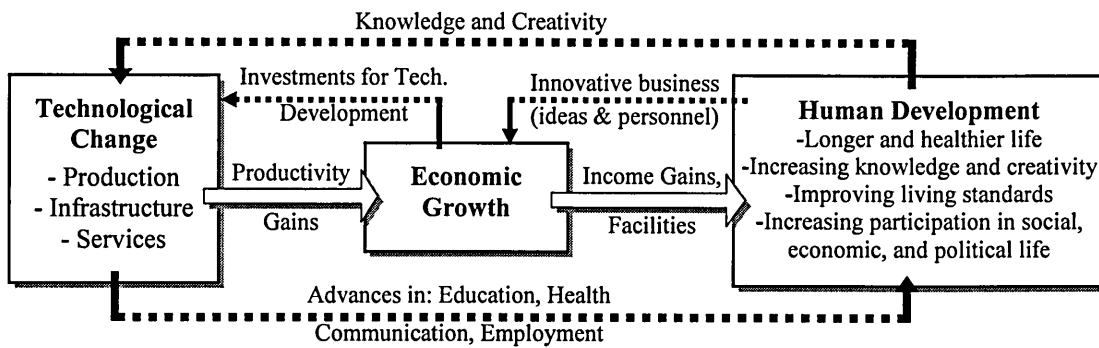 Knowledge and Creativity
Technological
Change
- Production
- Infrastructure
- Services
Investments for Tech.
Development
Productivity
Gains
Economic
Growth
Innovative business
(ideas & personnel)
Income Gains,
Facilities
Human Development
-Longer and healthier life
-Increasing knowledge and creativity
-Improving living standards
-Increasing participation in social,
economic, and political life
Advances in: Education, Health
Communication, Employment